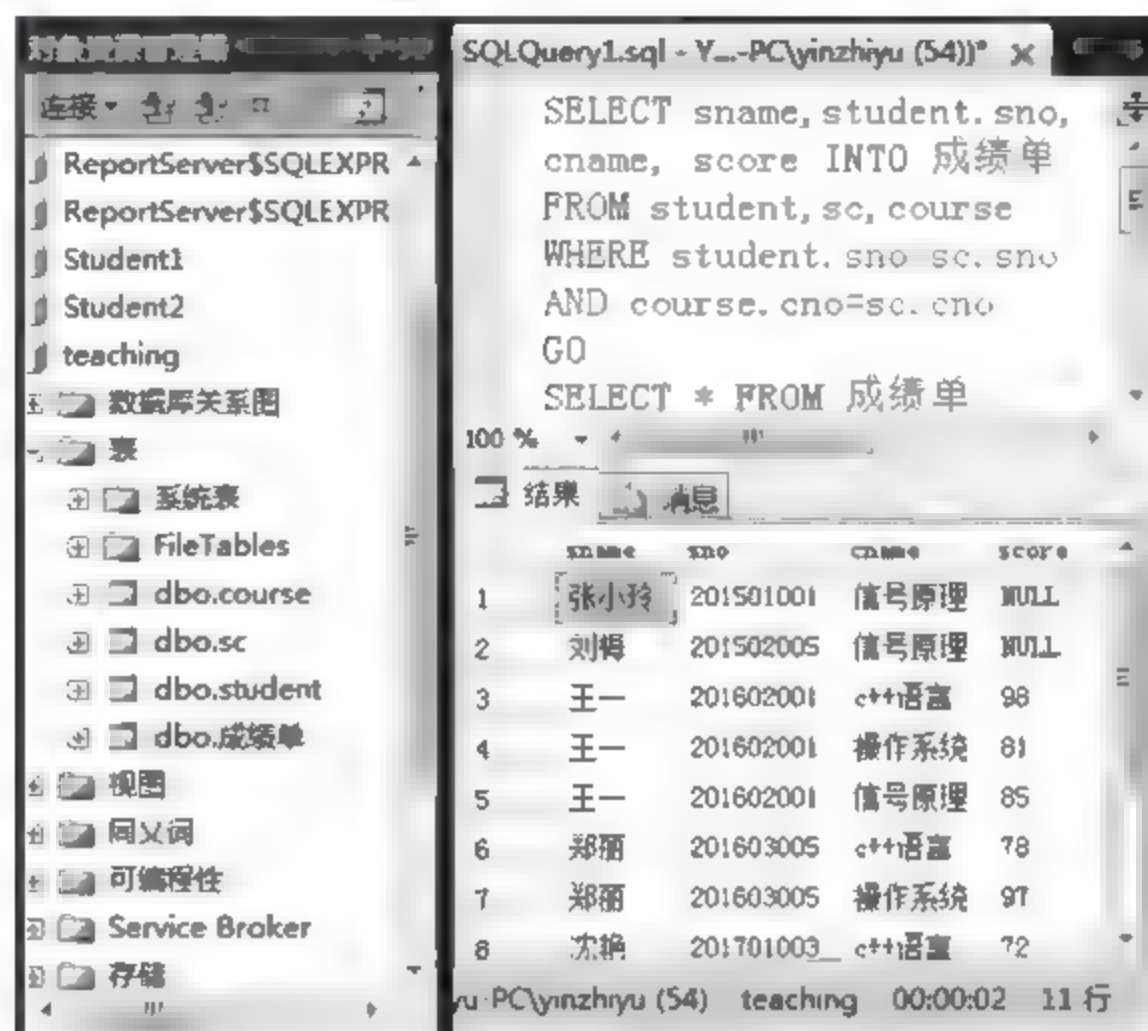 SQLQuery1.sql - Y...-PC\yinzhiyu (54))* ×
连接
ReportServer$SQLEXPR
ReportServer$SQLEXPR
Student1
Student2
teaching
数据库关系图
表
系统表
FileTables
dbo.course
dbo.sc
dbo.student
dbo.成绩单
视图
同义词
可编程性
Service Broker
存储
SELECT sname,student.sno,
cname, score INTO 成绩单
FROM student,sc,course
WHERE student.sno sc.sno
AND course.cno=sc.cno
GO
SELECT * FROM 成绩单
100 %
结果 消息
sname sno cname score
1 张小玲 201501001 信号原理 NULL
2 刘 201502005 信号原理 NULL
3 王一 201602001 c++语言 98
4 王一 201602001 操作系统 81
5 王一 201602001 信号原理 85
6 郑丽 201603005 c++语言 78
7 郑丽 201603005 操作系统 97
8 沈艳 201701003 c++语言 72
yu-PC\yinzhiyu (54) teaching 00:00:02 11 行